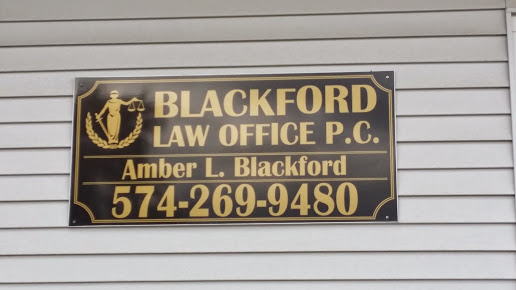 BLACKFORD
LAW OFFICE P.C.
Amber L. Blackford
574-269-9480